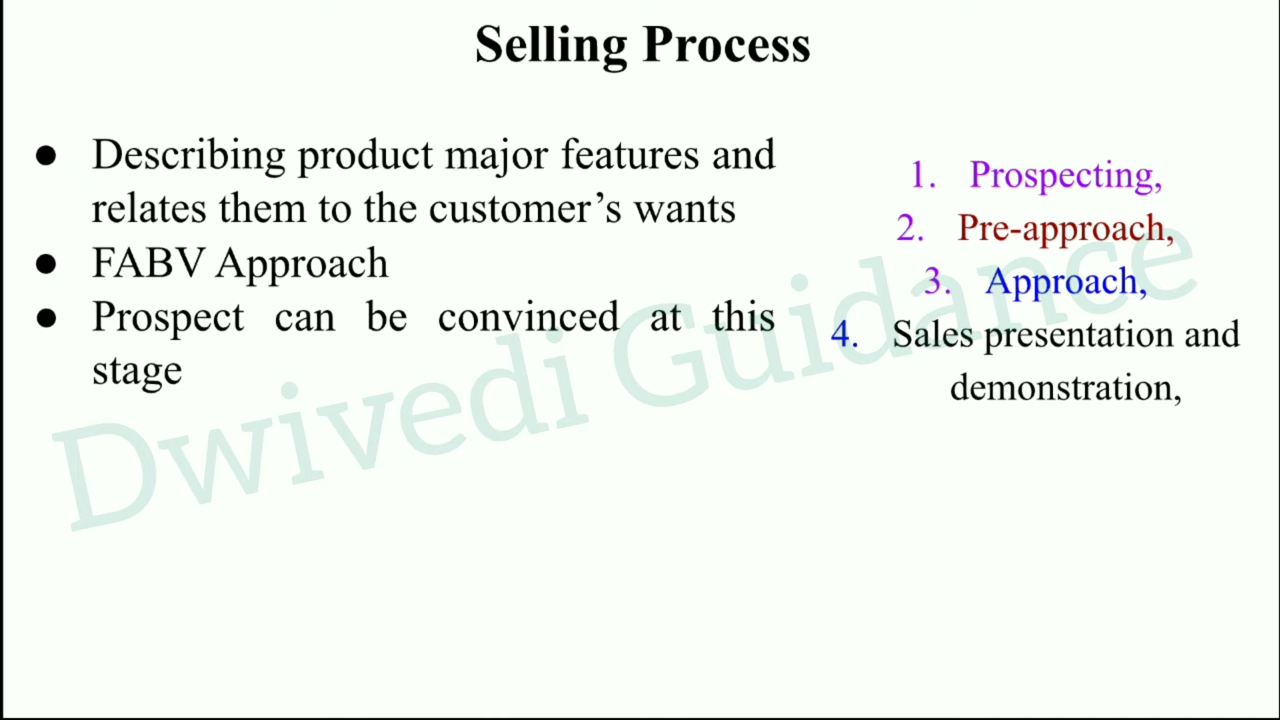 Selling Process
● Describing product major features and
relates them to the customer’s wants
● FABV Approach
● Prospect can be convinced at this
stage
1. Prospecting,
2. Pre-approach,
3. Approach,
4. Sales presentation and
demonstration,
Dwivedi Guidance